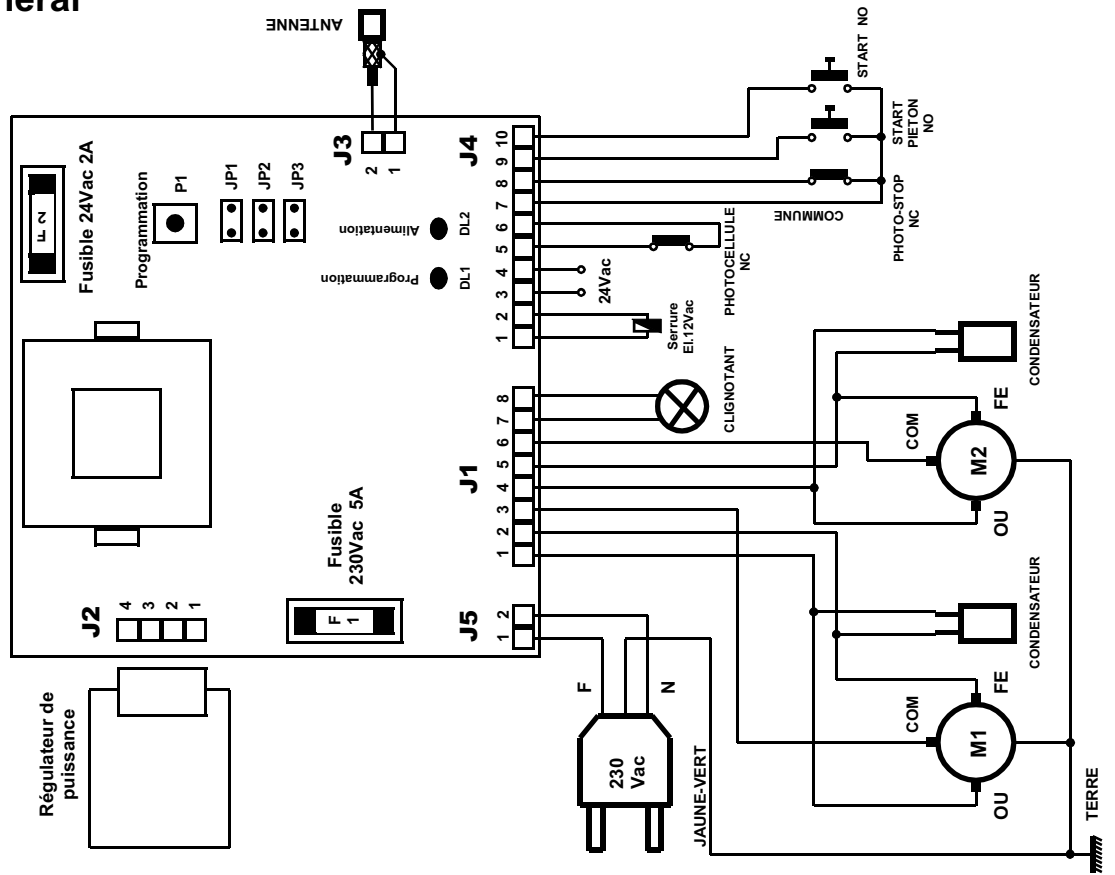 néral
ANTENNE
F 2
Fusible 24Vac 2A
Programmation
P1
JP1
JP2
JP3
J3
2
1
Alimentation
DL2
Programmation
DL1
J4
10
9
8
7
6
5
4
3
2
1
START NO
START
PIETON
NO
PHOTO-STOP
NC
COMMUNE
PHOTOCELLULE
NC
24Vac
Serrure
El.12Vac
CLIGNOTANT
J1
8
7
6
5
4
3
2
1
Fusible
230Vac 5A
F
1
J2
4
3
2
1
J5
2
1
Régulateur de
puissance
F
N
230
Vac
JAUNE-VERT
CONDENSATEUR
COM
FE
M2
OU
CONDENSATEUR
COM
FE
M1
OU
TERRE